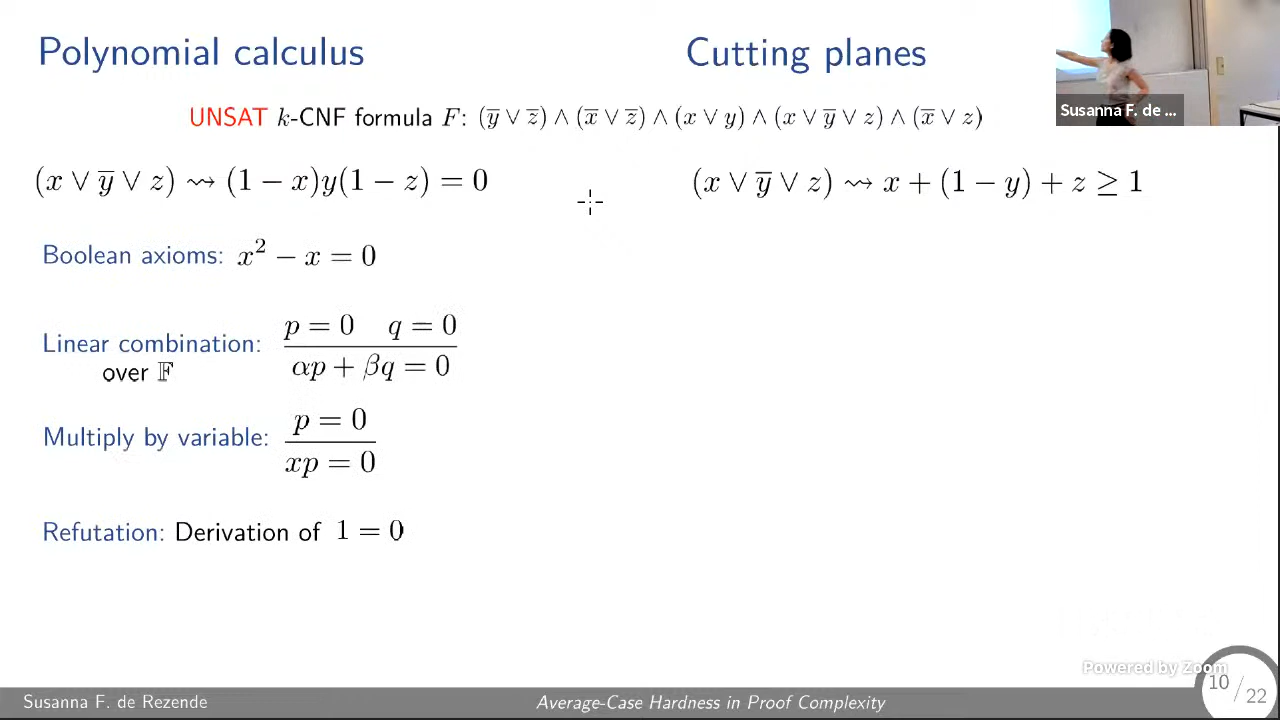 Polynomial calculus
Cutting planes
UNSAT k-CNF formula F: (y̅ ∨ z̅) ∧ (x̅ ∨ z̅) ∧ (x ∨ y) ∧ (x ∨ y̅ ∨ z) ∧ (x̅ ∨ z)
(x ∨ y̅ ∨ z) ⇝ (1 − x)y(1 − z) = 0
(x ∨ y̅ ∨ z) ⇝ x + (1 − y) + z ≥ 1
Boolean axioms: x² − x = 0
Linear combination: p = 0 q = 0
over 𝔽 αp + βq = 0
Multiply by variable: p = 0
xp = 0
Refutation: Derivation of 1 = 0
Susanna F. de ...
Powered by Zoom
Susanna F. de Rezende
Average-Case Hardness in Proof Complexity
10/22